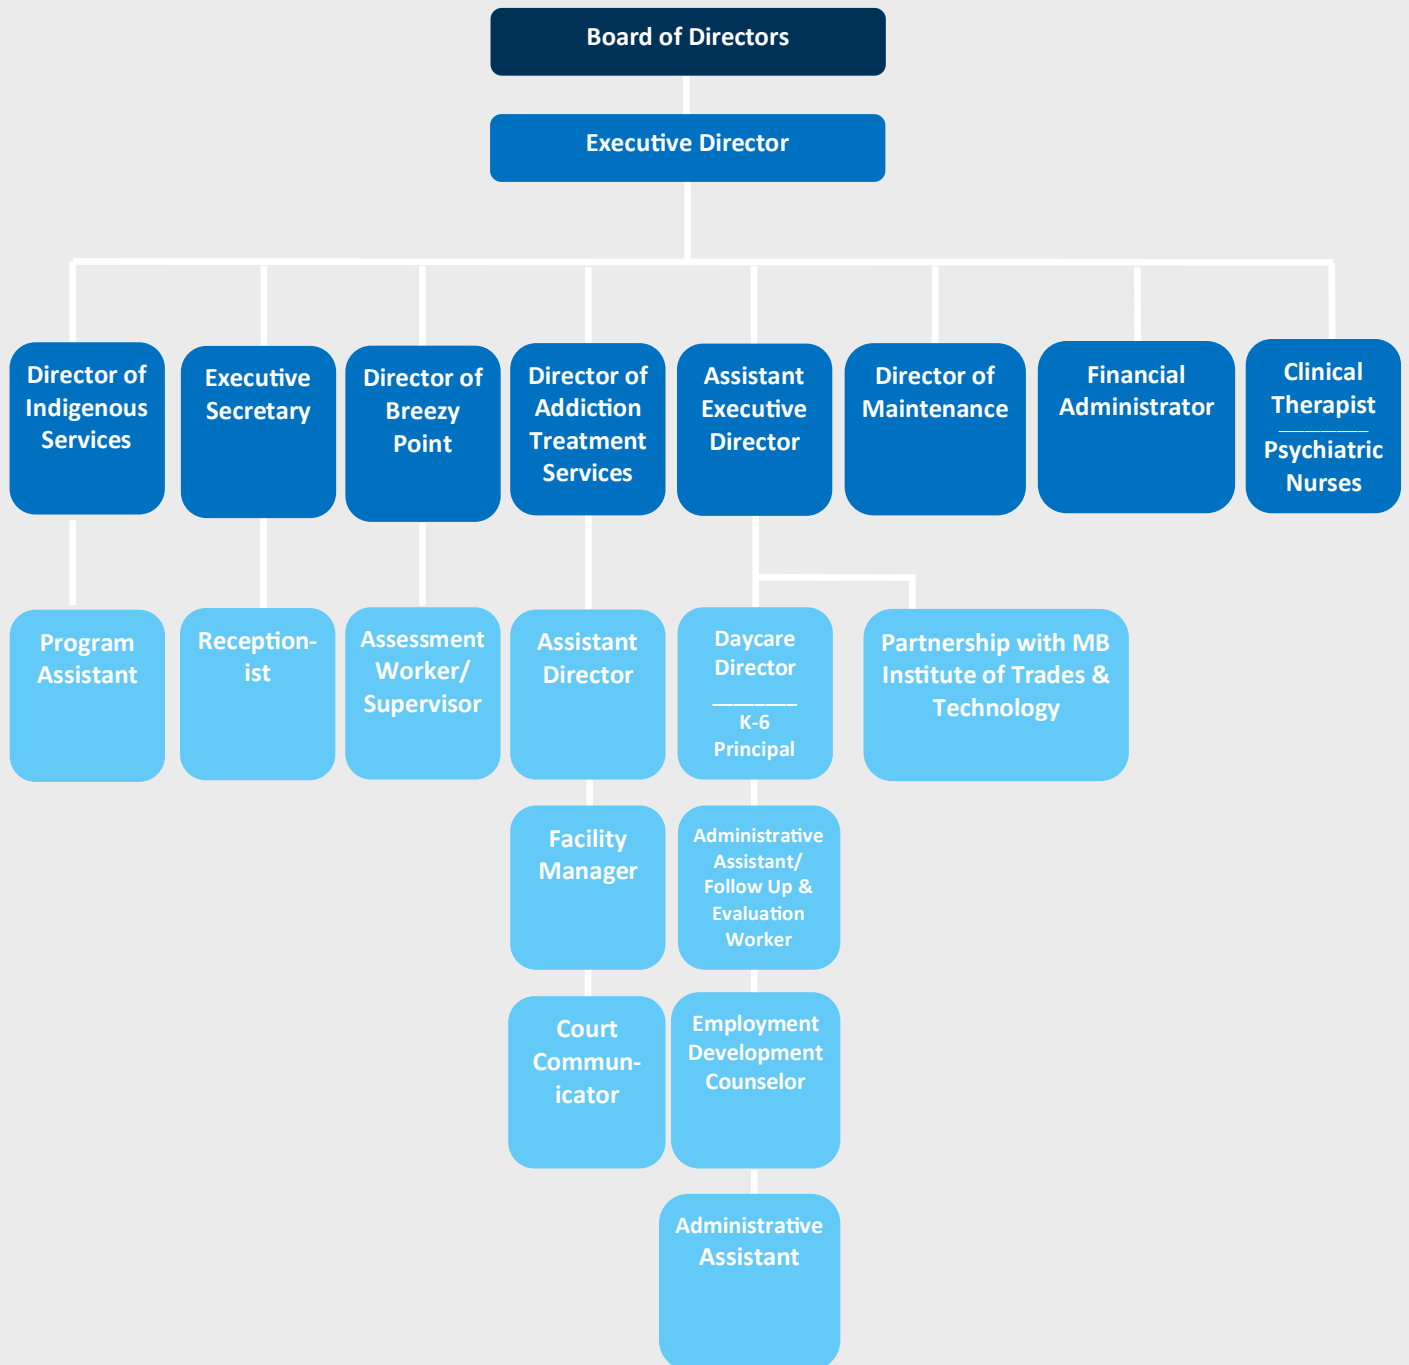 Board of Directors
Executive Director
Director of
Indigenous
Services
Executive
Secretary
Director of
Breezy
Point
Director of
Addiction
Treatment
Services
Assistant
Executive
Director
Director of
Maintenance
Financial
Administrator
Clinical
Therapist
Psychiatric
Nurses
Program
Assistant
Reception-
ist
Assessment
Worker/
Supervisor
Assistant
Director
Daycare
Director
K-6
Principal
Partnership with MB
Institute of Trades &
Technology
Facility
Manager
Administrative
Assistant/
Follow Up &
Evaluation
Worker
Court
Commun-
icator
Employment
Development
Counselor
Administrative
Assistant